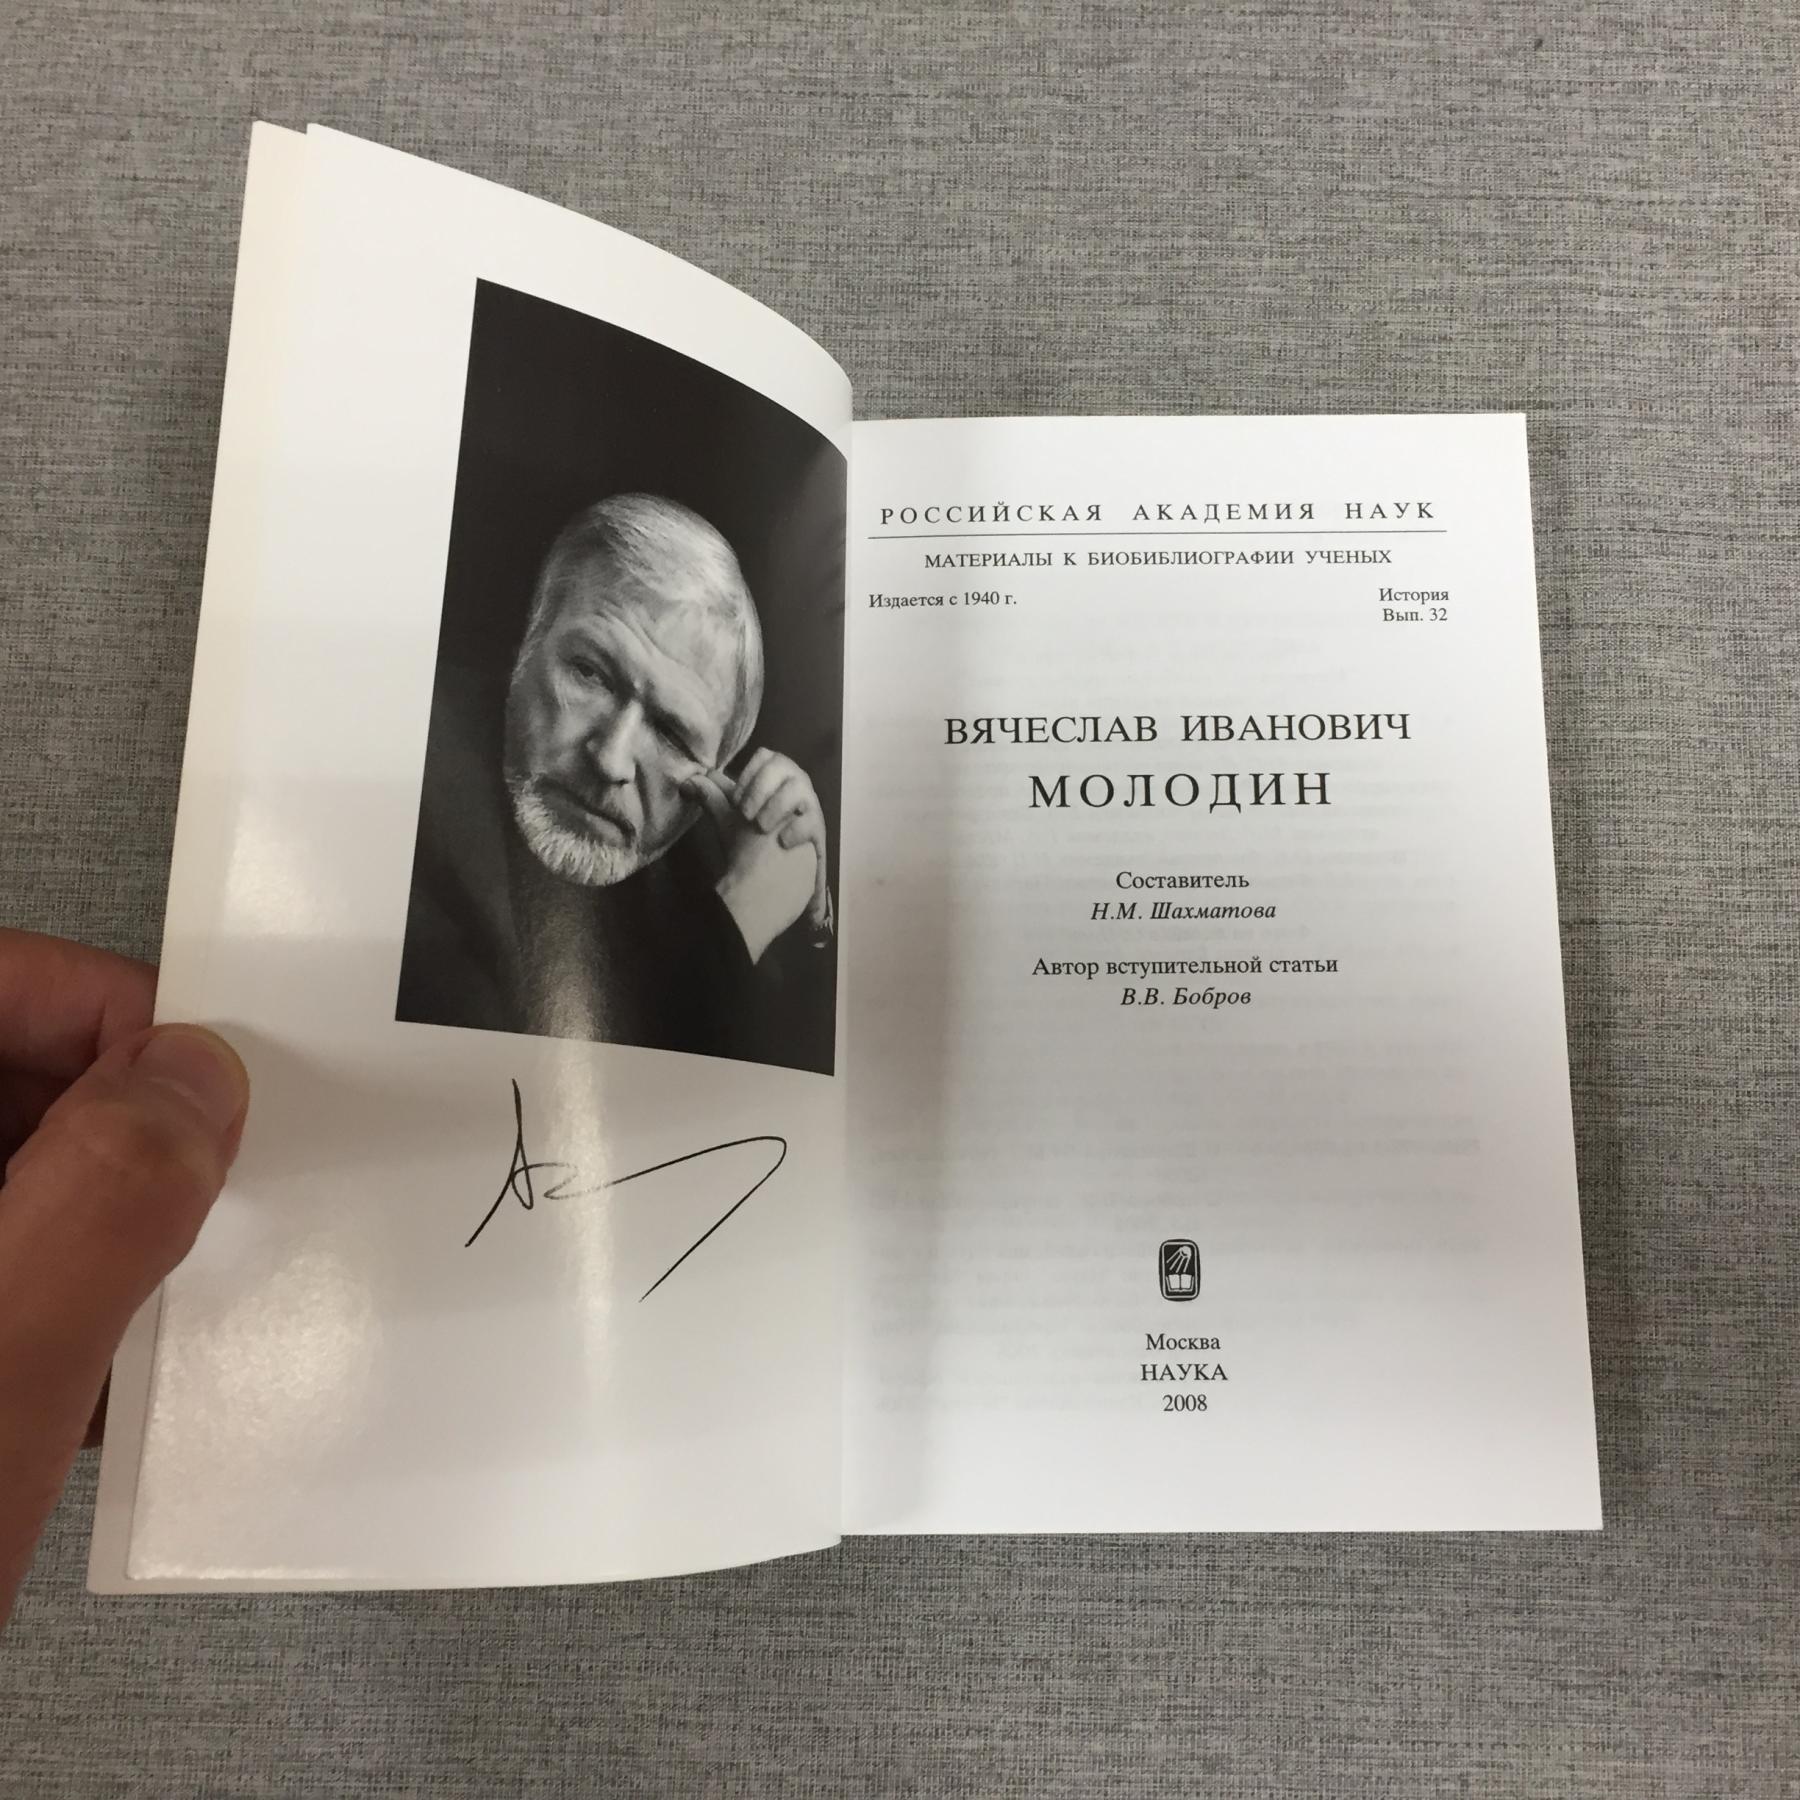 РОССИЙСКАЯ АКАДЕМИЯ НАУК
МАТЕРИАЛЫ К БИОБИБЛИОГРАФИИ УЧЕНЫХ
Издается с 1940 г.
История
Вып. 32
ВЯЧЕСЛАВ ИВАНОВИЧ
МОЛОДИН
Составитель
Н.М. Шахматова
Автор вступительной статьи
В.В. Бобров
Москва
НАУКА
2008